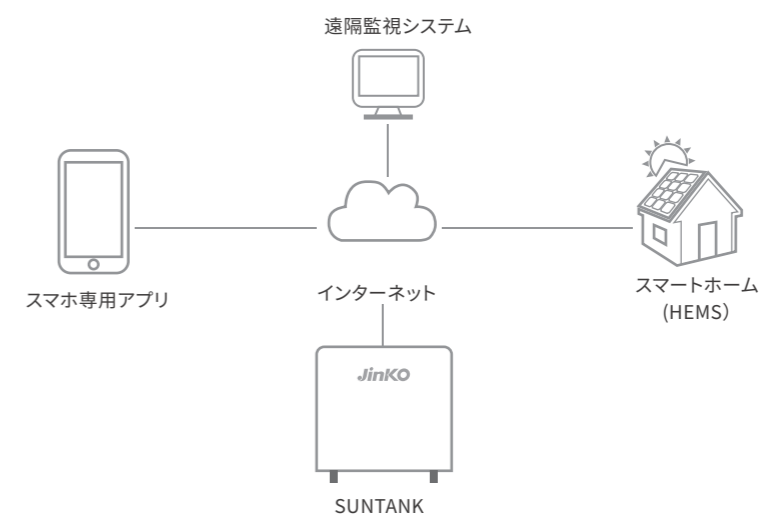 遠隔監視システム
スマホ専用アプリ
インターネット
スマートホーム
(HEMS）
JinKO
SUNTANK